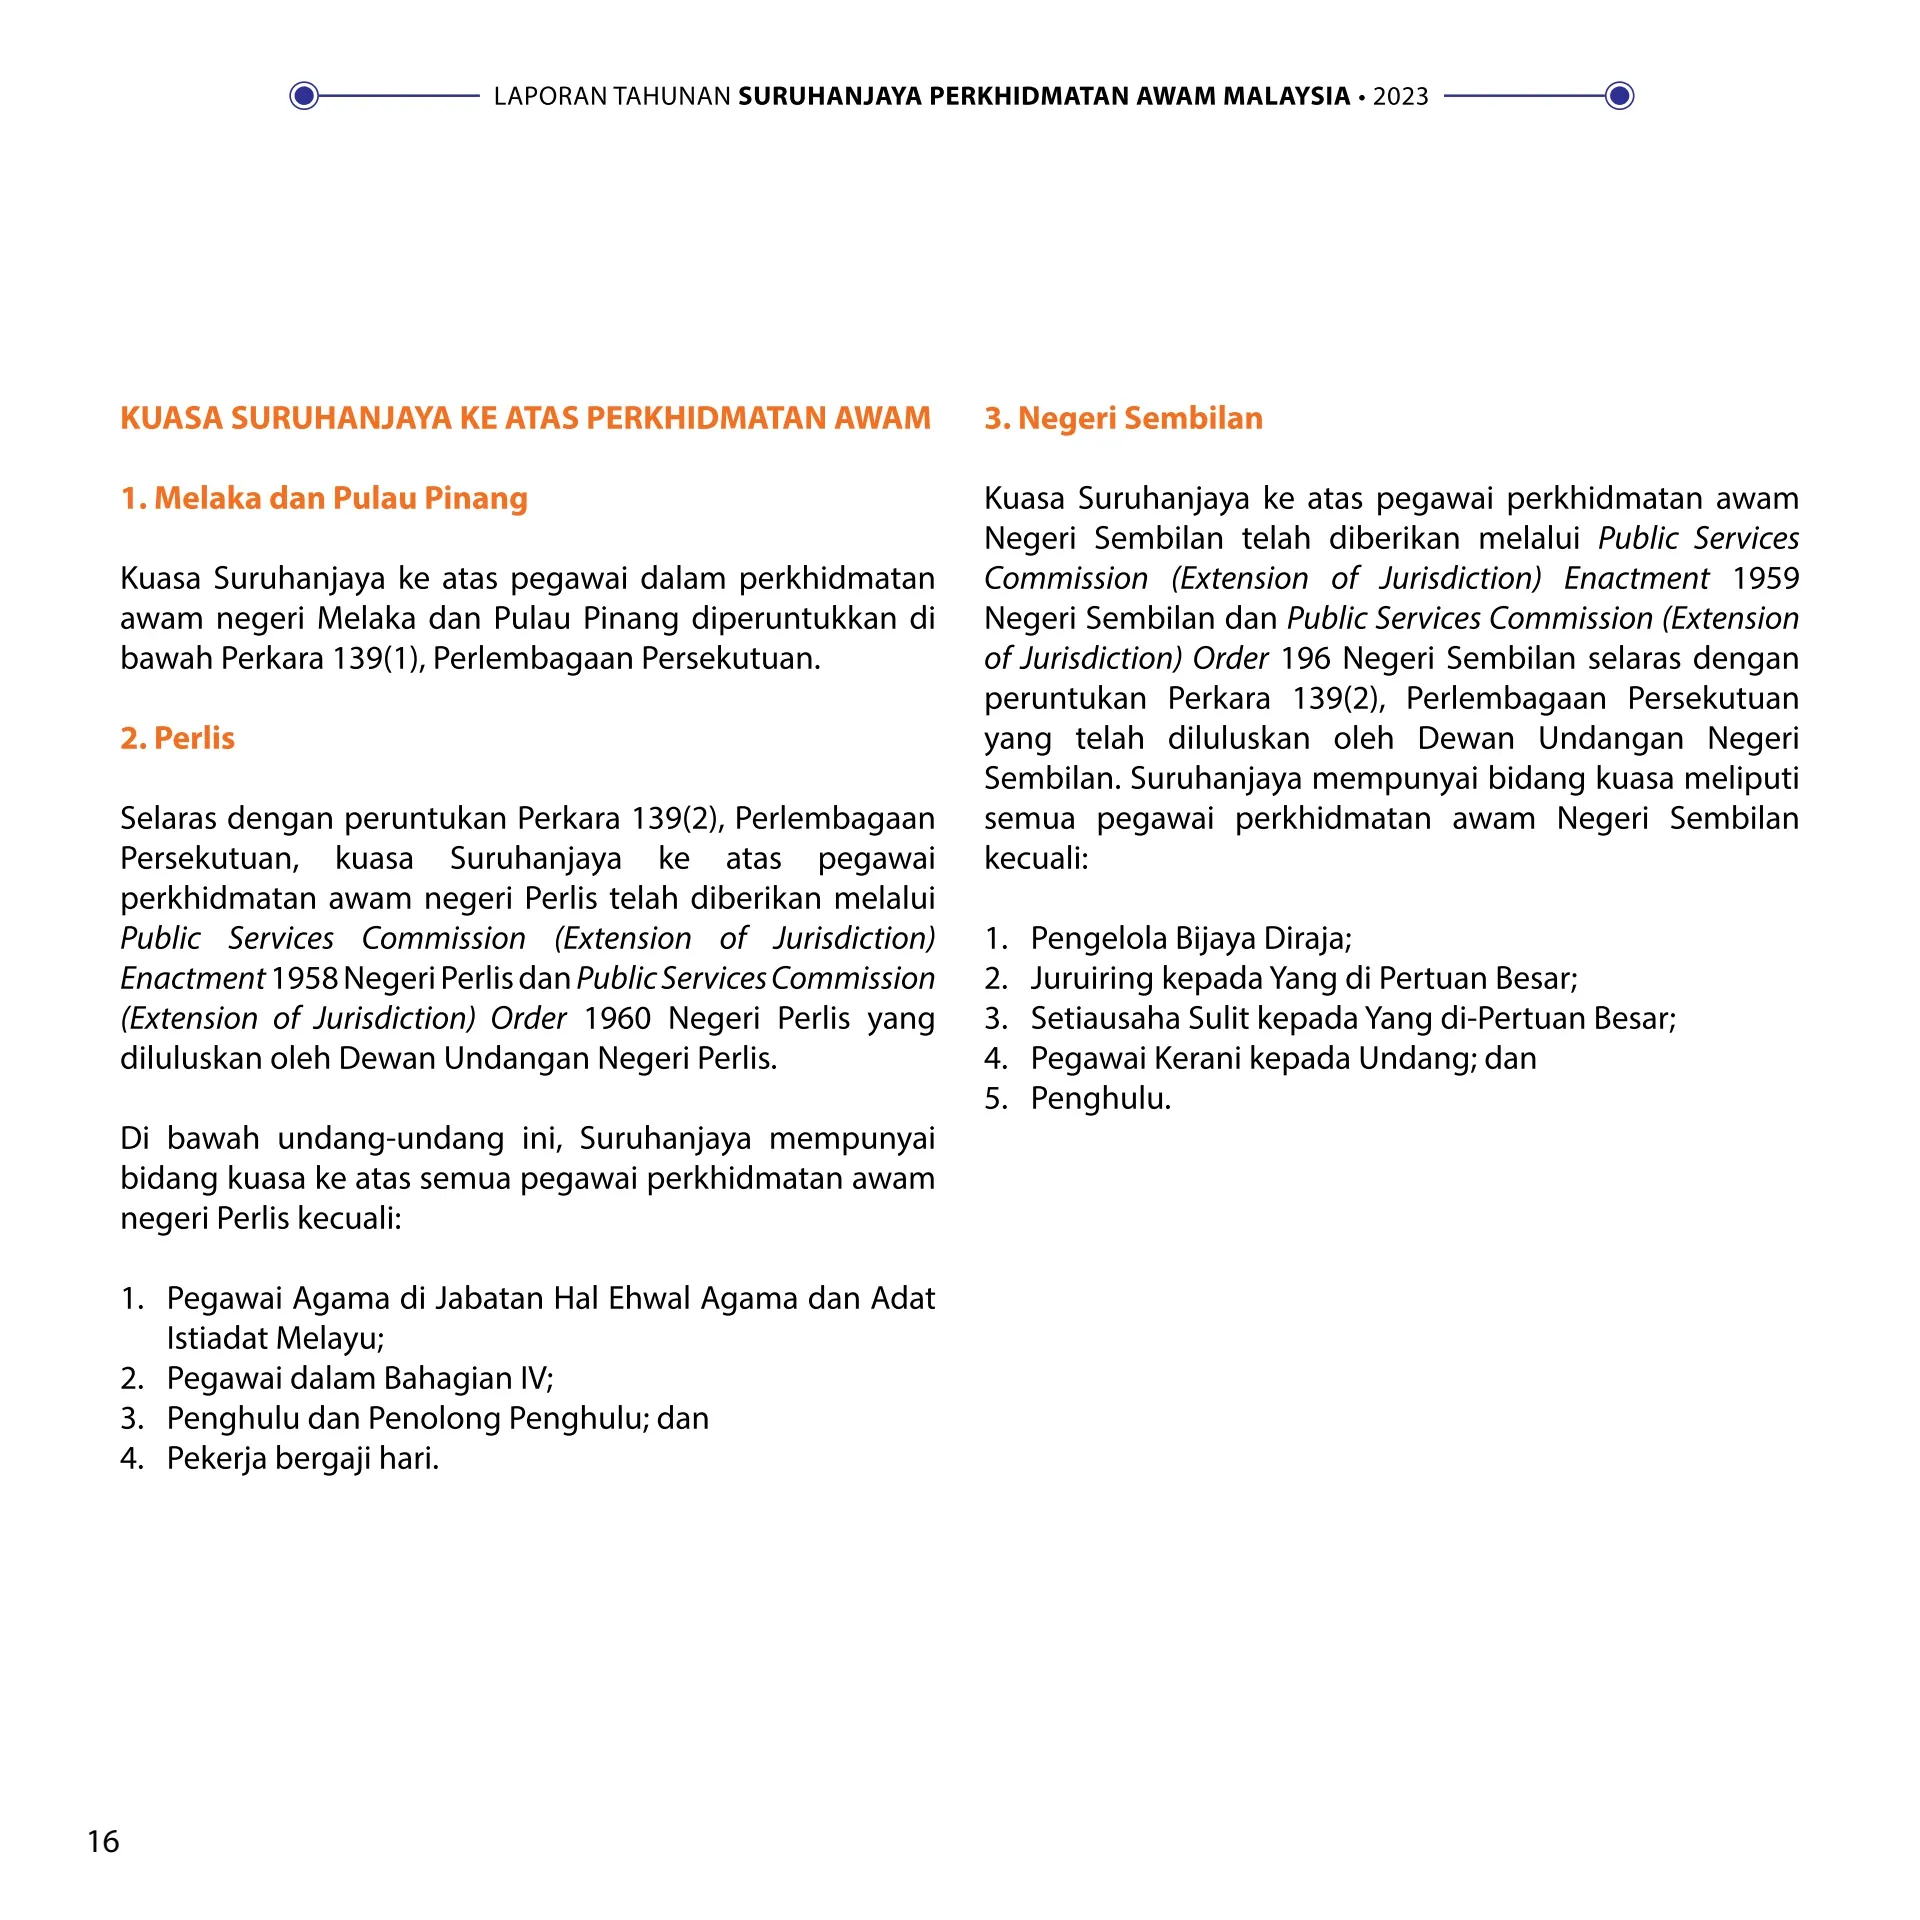 LAPORAN TAHUNAN SURUHANJAYA PERKHIDMATAN AWAM MALAYSIA • 2023
KUASA SURUHANJAYA KE ATAS PERKHIDMATAN AWAM
1. Melaka dan Pulau Pinang
Kuasa Suruhanjaya ke atas pegawai dalam perkhidmatan
awam negeri Melaka dan Pulau Pinang diperuntukkan di
bawah Perkara 139(1), Perlembagaan Persekutuan.
2. Perlis
Selaras dengan peruntukan Perkara 139(2), Perlembagaan
Persekutuan, kuasa Suruhanjaya ke atas pegawai
perkhidmatan awam negeri Perlis telah diberikan melalui
Public Services Commission (Extension of Jurisdiction)
Enactment 1958 Negeri Perlis dan Public Services Commission
(Extension of Jurisdiction) Order 1960 Negeri Perlis yang
diluluskan oleh Dewan Undangan Negeri Perlis.
Di bawah undang-undang ini, Suruhanjaya mempunyai
bidang kuasa ke atas semua pegawai perkhidmatan awam
negeri Perlis kecuali:
1. Pegawai Agama di Jabatan Hal Ehwal Agama dan Adat
Istiadat Melayu;
2. Pegawai dalam Bahagian IV;
3. Penghulu dan Penolong Penghulu; dan
4. Pekerja bergaji hari.
3. Negeri Sembilan
Kuasa Suruhanjaya ke atas pegawai perkhidmatan awam
Negeri Sembilan telah diberikan melalui Public Services
Commission (Extension of Jurisdiction) Enactment 1959
Negeri Sembilan dan Public Services Commission (Extension
of Jurisdiction) Order 196 Negeri Sembilan selaras dengan
peruntukan Perkara 139(2), Perlembagaan Persekutuan
yang telah diluluskan oleh Dewan Undangan Negeri
Sembilan. Suruhanjaya mempunyai bidang kuasa meliputi
semua pegawai perkhidmatan awam Negeri Sembilan
kecuali:
1. Pengelola Bijaya Diraja;
2. Juruiring kepada Yang di Pertuan Besar;
3. Setiausaha Sulit kepada Yang di-Pertuan Besar;
4. Pegawai Kerani kepada Undang; dan
5. Penghulu.
16